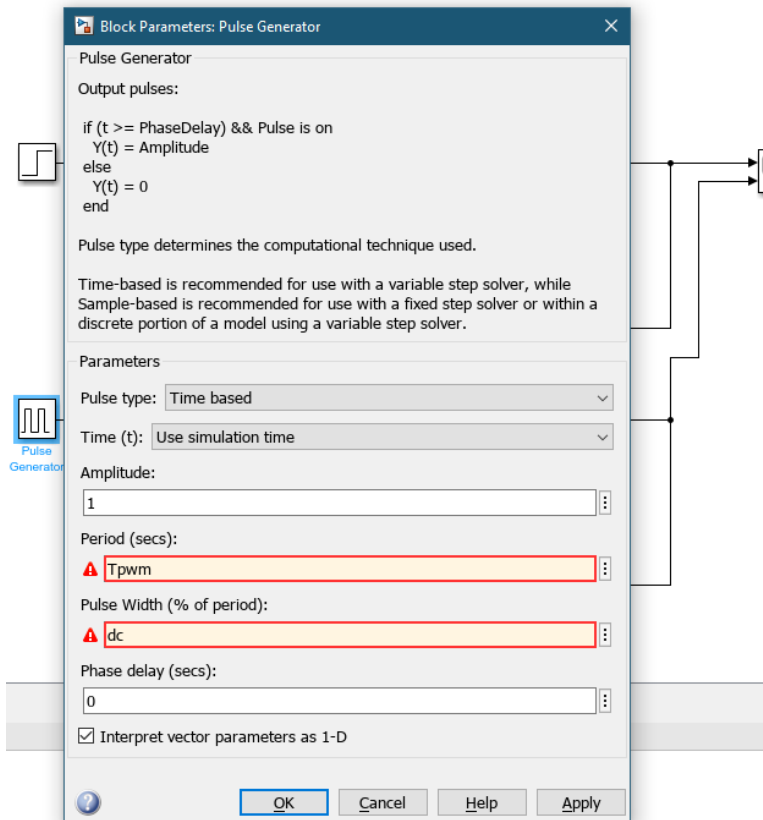 Block Parameters: Pulse Generator
Pulse Generator
Output pulses:
if (t >= PhaseDelay) && Pulse is on
Y(t) = Amplitude
else
Y(t) = 0
end
Pulse type determines the computational technique used.
Time-based is recommended for use with a variable step solver, while
Sample-based is recommended for use with a fixed step solver or within a
discrete portion of a model using a variable step solver.
Parameters
Pulse type: Time based
Time (t): Use simulation time
Amplitude:
1
Period (secs):
Tpwm
Pulse Width (% of period):
dc
Phase delay (secs):
0
Interpret vector parameters as 1-D
OK Cancel Help Apply
Pulse
Generator